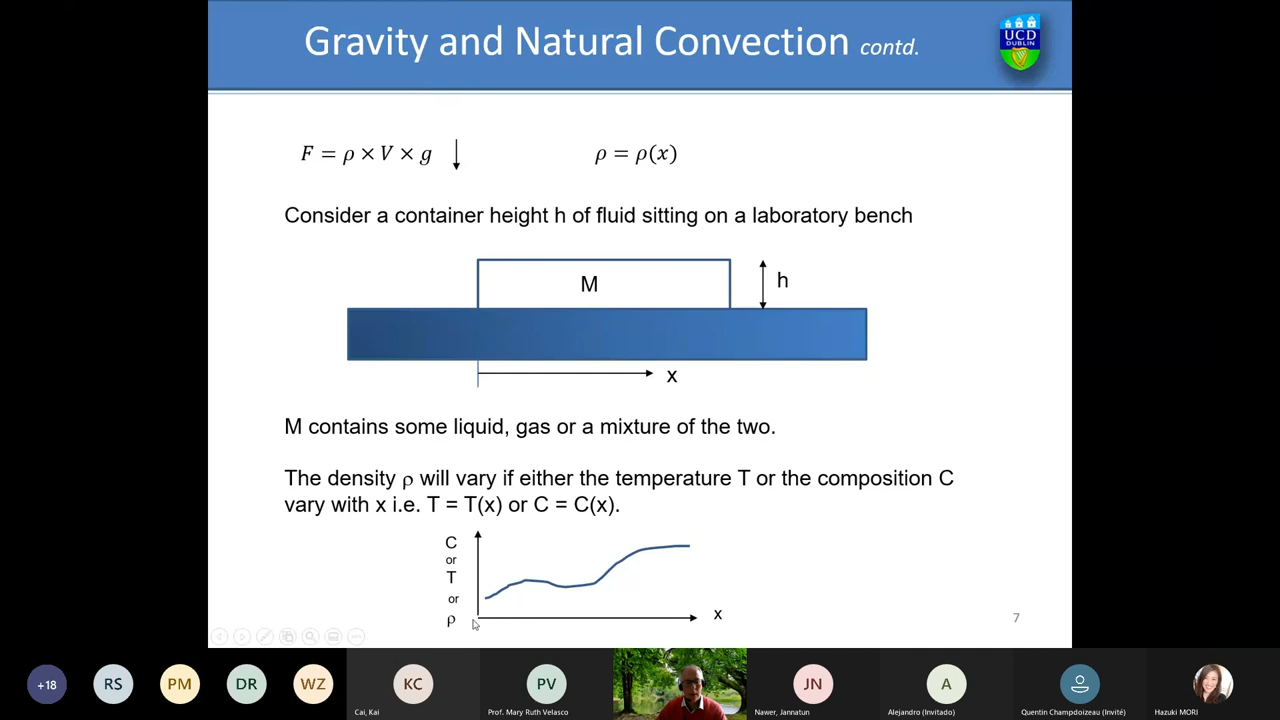 Gravity and Natural Convection contd.
UCD
DUBLIN
F = ρ × V × g
ρ = ρ(x)
Consider a container height h of fluid sitting on a laboratory bench
M
h
x
M contains some liquid, gas or a mixture of the two.
The density ρ will vary if either the temperature T or the composition C
vary with x i.e. T = T(x) or C = C(x).
C
or
T
or
ρ
x
7
+18
RS
PM
DR
WZ
KC
Cai, Kai
PV
Prof. Mary Ruth Velasco
JN
Nawer, Jannatun
A
Alejandro (Invitado)
Quentin Champdoizeau (Invité)
Hazuki MORI